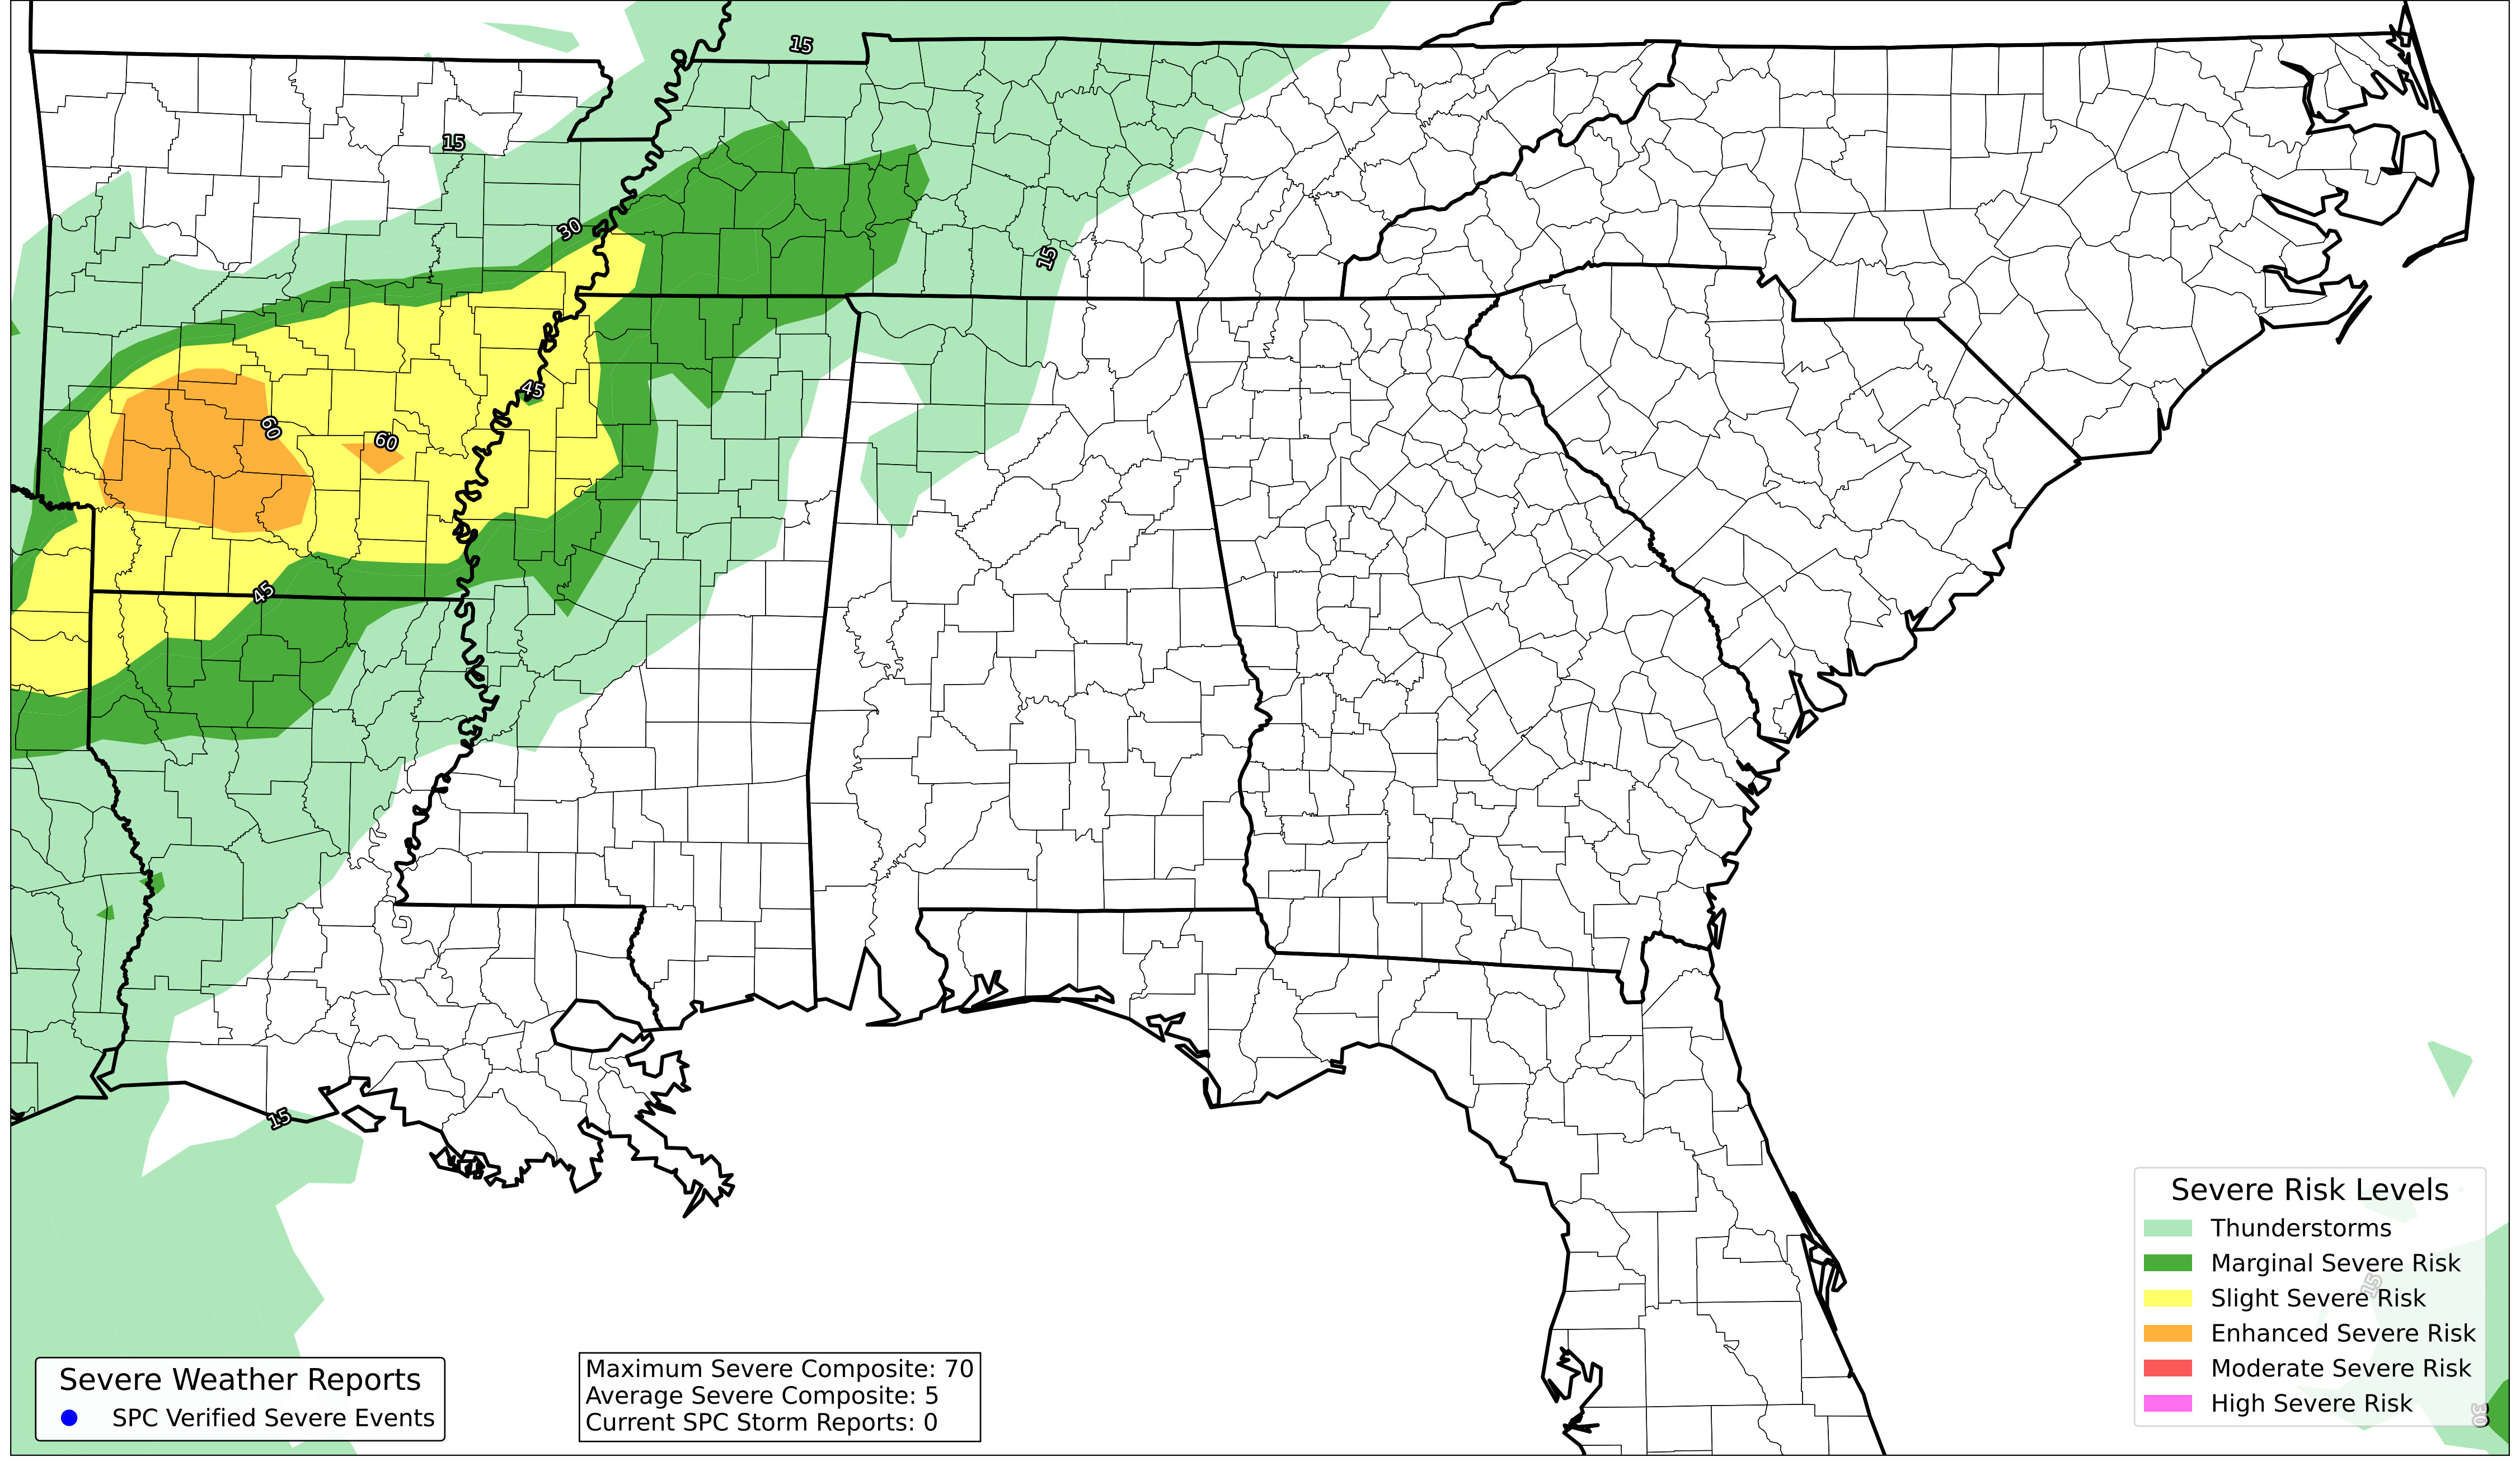 15
15
30
15
45
60
60
45
15
Severe Risk Levels
Thunderstorms
Marginal Severe Risk
Slight Severe Risk
Enhanced Severe Risk
Moderate Severe Risk
High Severe Risk
15
30
Severe Weather Reports
SPC Verified Severe Events
Maximum Severe Composite: 70
Average Severe Composite: 5
Current SPC Storm Reports: 0